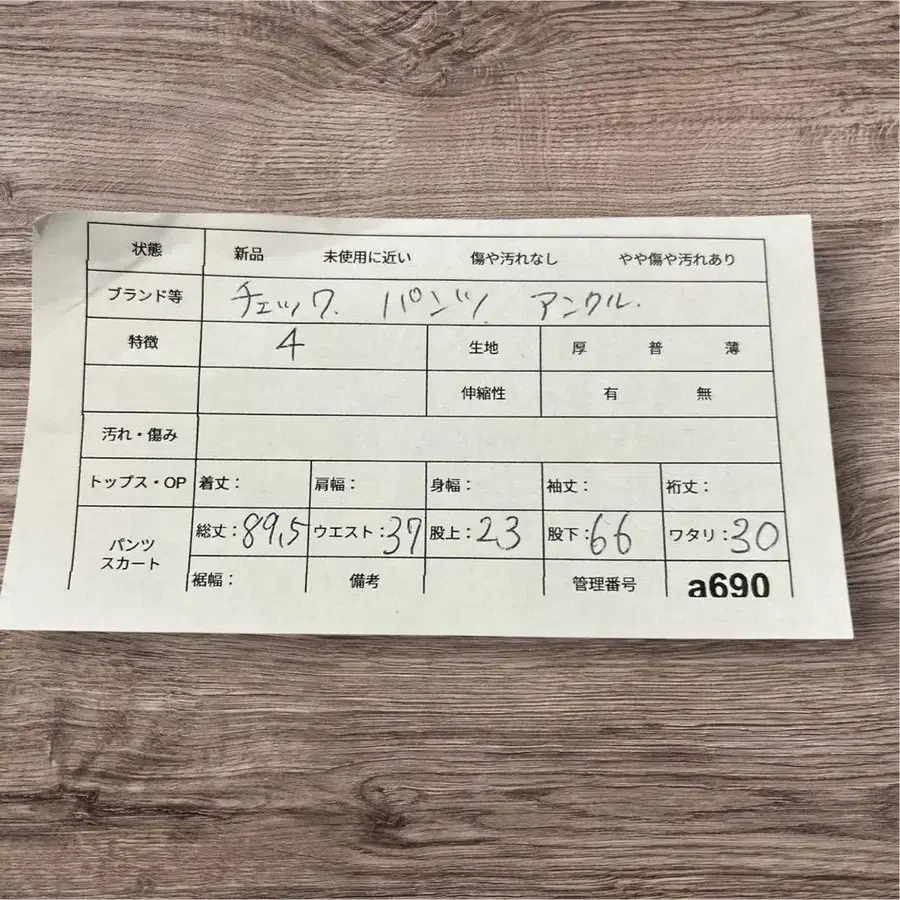 状態 新品 未使用に近い 傷や汚れなし やや傷や汚れあり
ブランド等 チェック. パンツ アンクル.
特徴 4 生地 厚 普 薄
伸縮性 有 無
汚れ・傷み
トップス・OP 着丈: 肩幅: 身幅: 袖丈: 裄丈:
パンツ スカート 総丈:89,5 ウエスト:37 股上:23 股下:66 ワタリ:30
裾幅: 備考 管理番号 a690